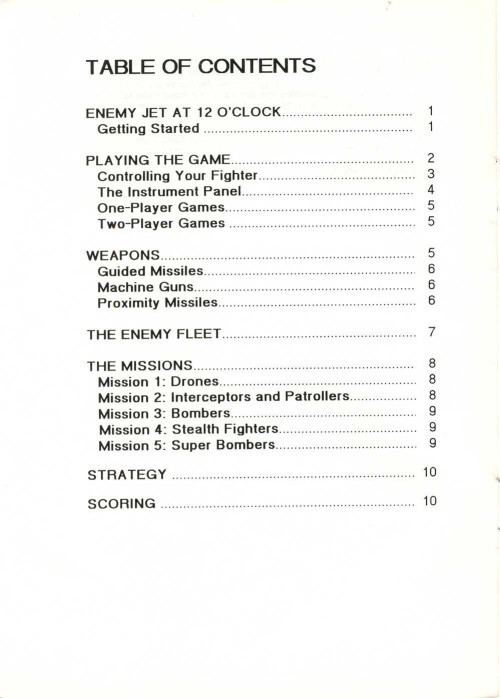 TABLE OF CONTENTS
ENEMY JET AT 12 O'CLOCK................................... 1
Getting Started ........................................................ 1
PLAYING THE GAME................................................. 2
Controlling Your Fighter.......................................... 3
The Instrument Panel.............................................. 4
One-Player Games................................................... 5
Two-Player Games .................................................. 5
WEAPONS.................................................................... 5
Guided Missiles......................................................... 6
Machine Guns............................................................ 6
Proximity Missiles..................................................... 6
THE ENEMY FLEET.................................................... 7
THE MISSIONS........................................................... 8
Mission 1: Drones..................................................... 8
Mission 2: Interceptors and Patrollers.................. 8
Mission 3: Bombers.................................................. 9
Mission 4: Stealth Fighters..................................... 9
Mission 5: Super Bombers...................................... 9
STRATEGY ................................................................. 10
SCORING .................................................................... 10